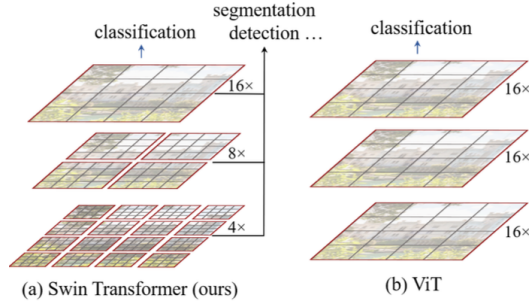 segmentation
classification
detection ...
classification
16×
16×
8×
16×
4×
16×
(a) Swin Transformer (ours)
(b) ViT